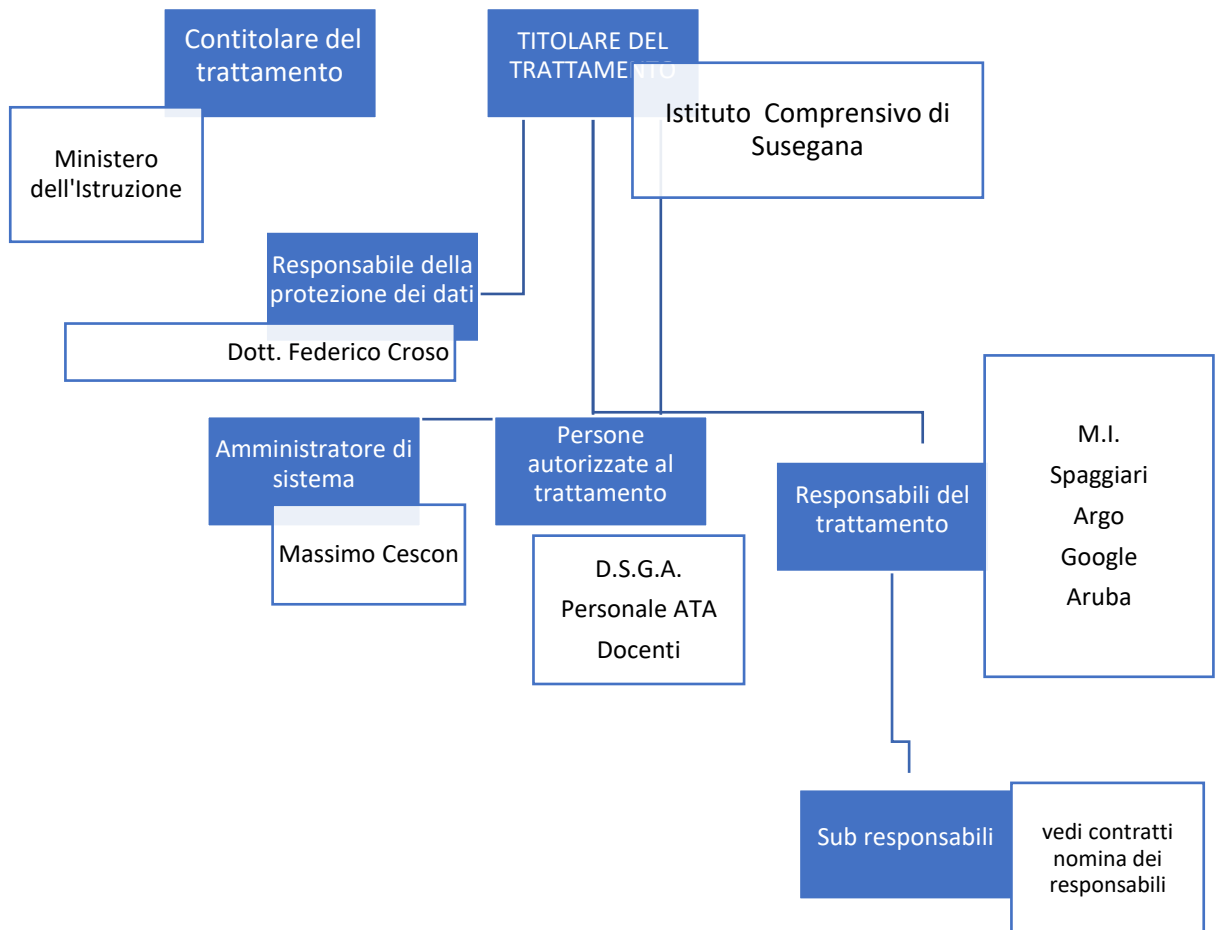 Contitolare del
trattamento
Ministero
dell'Istruzione
TITOLARE DEL
TRATTAMENTO
Istituto Comprensivo di
Susegana
Responsabile della
protezione dei dati
Dott. Federico Croso
Amministratore di
sistema
Massimo Cescon
Persone
autorizzate al
trattamento
D.S.G.A.
Personale ATA
Docenti
Responsabili del
trattamento
M.I.
Spaggiari
Argo
Google
Aruba
Sub responsabili
vedi contratti
nomina dei
responsabili